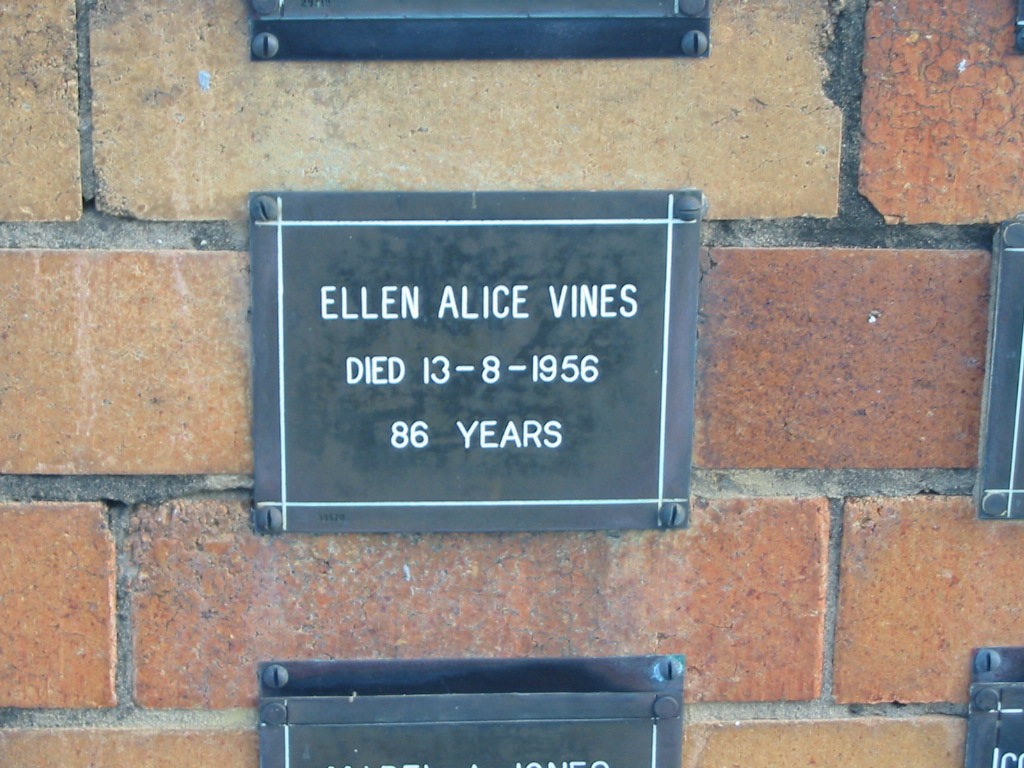 ELLEN ALICE VINES
DIED 13-8-1956
86 YEARS